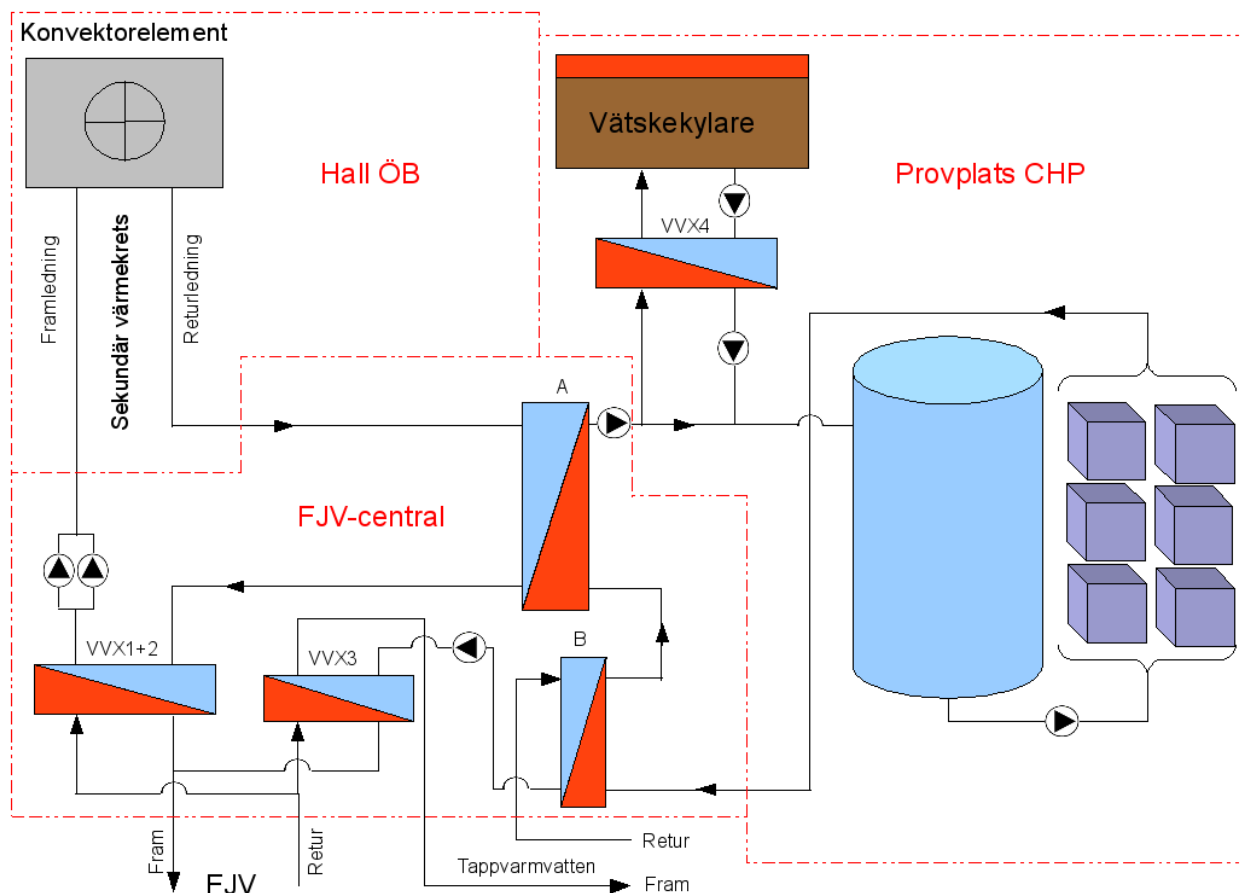 Konvektorelement
Vätskekylare
Hall ÖB
Provplats CHP
VVX4
Framledning
Sekundär värmekrets
Returledning
A
FJV-central
B
VVX1+2
VVX3
Fram
Retur
Retur
Tappvarmvatten
Fram
FJV